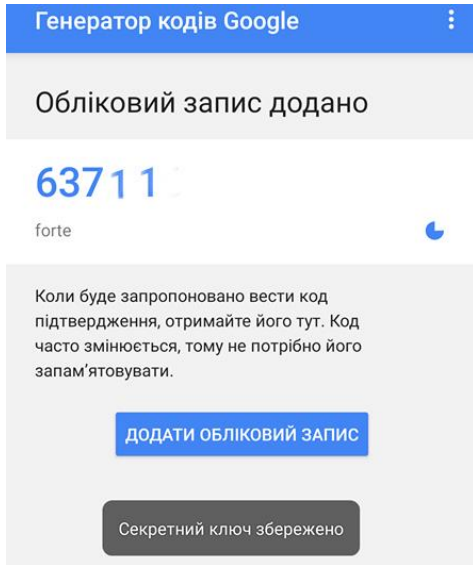 Генератор кодів Google
Обліковий запис додано
63711
forte
Коли буде запропоновано вести код
підтвердження, отримайте його тут. Код
часто змінюється, тому не потрібно його
запам’ятовувати.
ДОДАТИ ОБЛІКОВИЙ ЗАПИС
Секретний ключ збережено